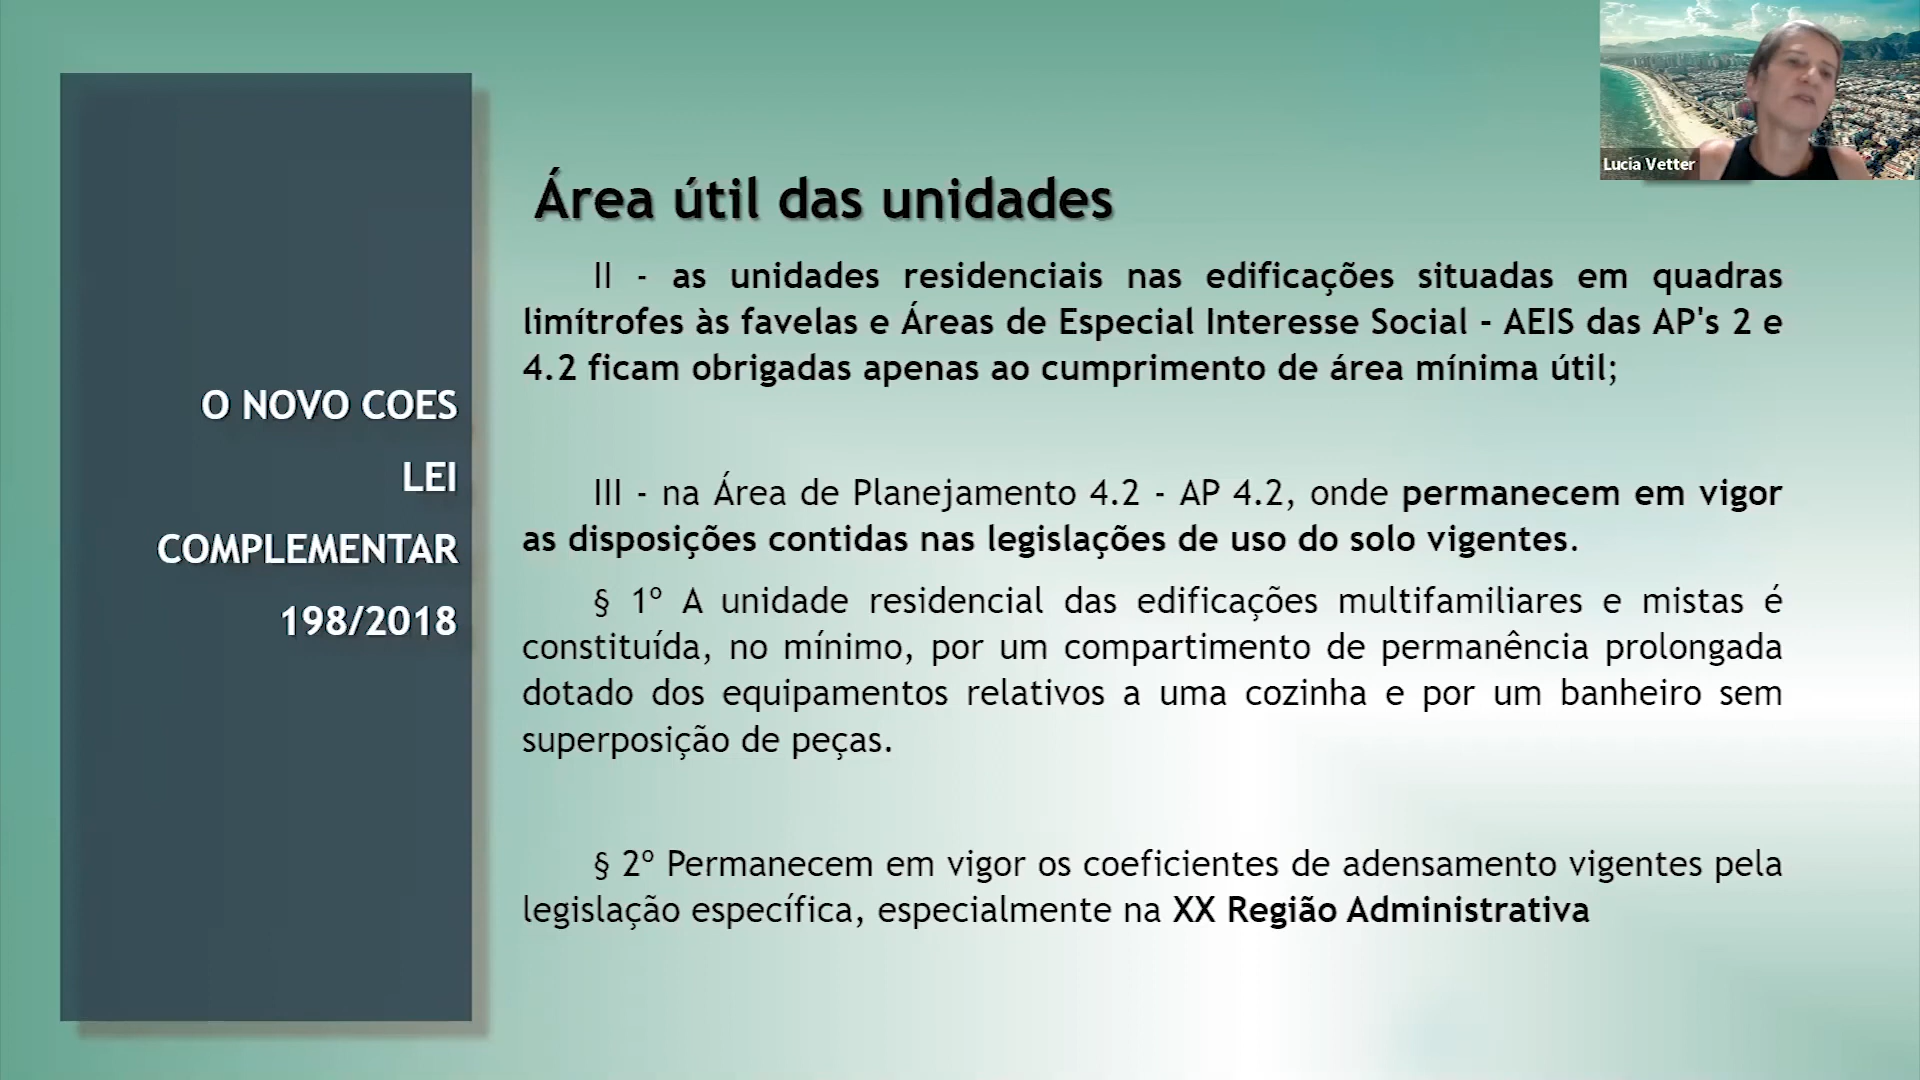 Lucia Vetter
O NOVO COES
LEI
COMPLEMENTAR
198/2018
Área útil das unidades
II - as unidades residenciais nas edificações situadas em quadras
limítrofes às favelas e Áreas de Especial Interesse Social - AEIS das AP's 2 e
4.2 ficam obrigadas apenas ao cumprimento de área mínima útil;
III - na Área de Planejamento 4.2 - AP 4.2, onde permanecem em vigor
as disposições contidas nas legislações de uso do solo vigentes.
§ 1º A unidade residencial das edificações multifamiliares e mistas é
constituída, no mínimo, por um compartimento de permanência prolongada
dotado dos equipamentos relativos a uma cozinha e por um banheiro sem
superposição de peças.
§ 2º Permanecem em vigor os coeficientes de adensamento vigentes pela
legislação específica, especialmente na XX Região Administrativa